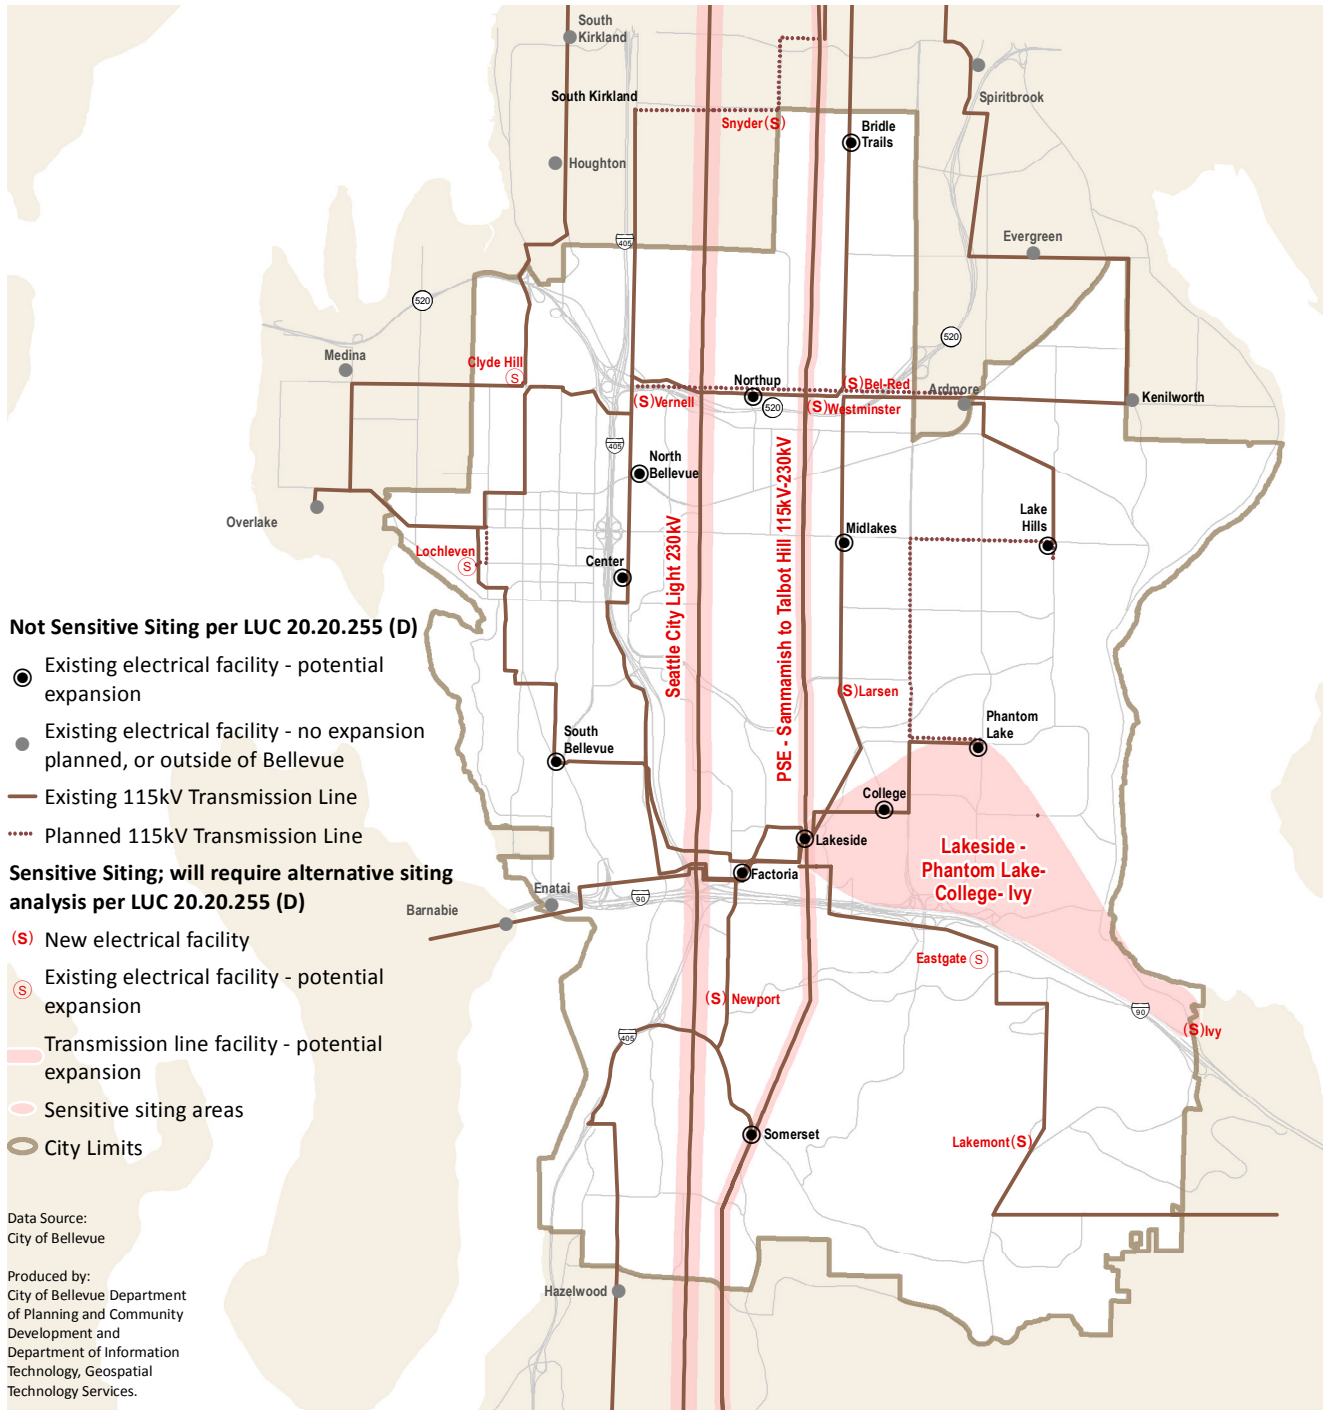 South
Kirkland
South Kirkland
Snyder (S)
Bridle
Trails
Spiritbrook
Houghton
405
Evergreen
520
520
Medina
Clyde Hill
S
Northup
(S) Bel-Red
Ardmore
(S) Vernell
520
(S) Westminster
Kenilworth
405
North
Bellevue
Overlake
Lake
Hills
Midlakes
Lochleven
S
Center
Seattle City Light 230kV
PSE - Sammamish to Talbot Hill 115kV-230kV
(S) Larsen
Phantom
Lake
South
Bellevue
College
Lakeside
Lakeside -
Phantom Lake-
College- Ivy
Factoria
Enatai
90
Barnabie
Eastgate S
(S) Newport
90
(S) Ivy
405
Somerset
Lakemont (S)
Hazelwood
Not Sensitive Siting per LUC 20.20.255 (D)
Existing electrical facility - potential
expansion
Existing electrical facility - no expansion
planned, or outside of Bellevue
Existing 115kV Transmission Line
Planned 115kV Transmission Line
Sensitive Siting; will require alternative siting
analysis per LUC 20.20.255 (D)
(S) New electrical facility
S Existing electrical facility - potential
expansion
Transmission line facility - potential
expansion
Sensitive siting areas
City Limits
Data Source:
City of Bellevue
Produced by:
City of Bellevue Department
of Planning and Community
Development and
Department of Information
Technology, Geospatial
Technology Services.